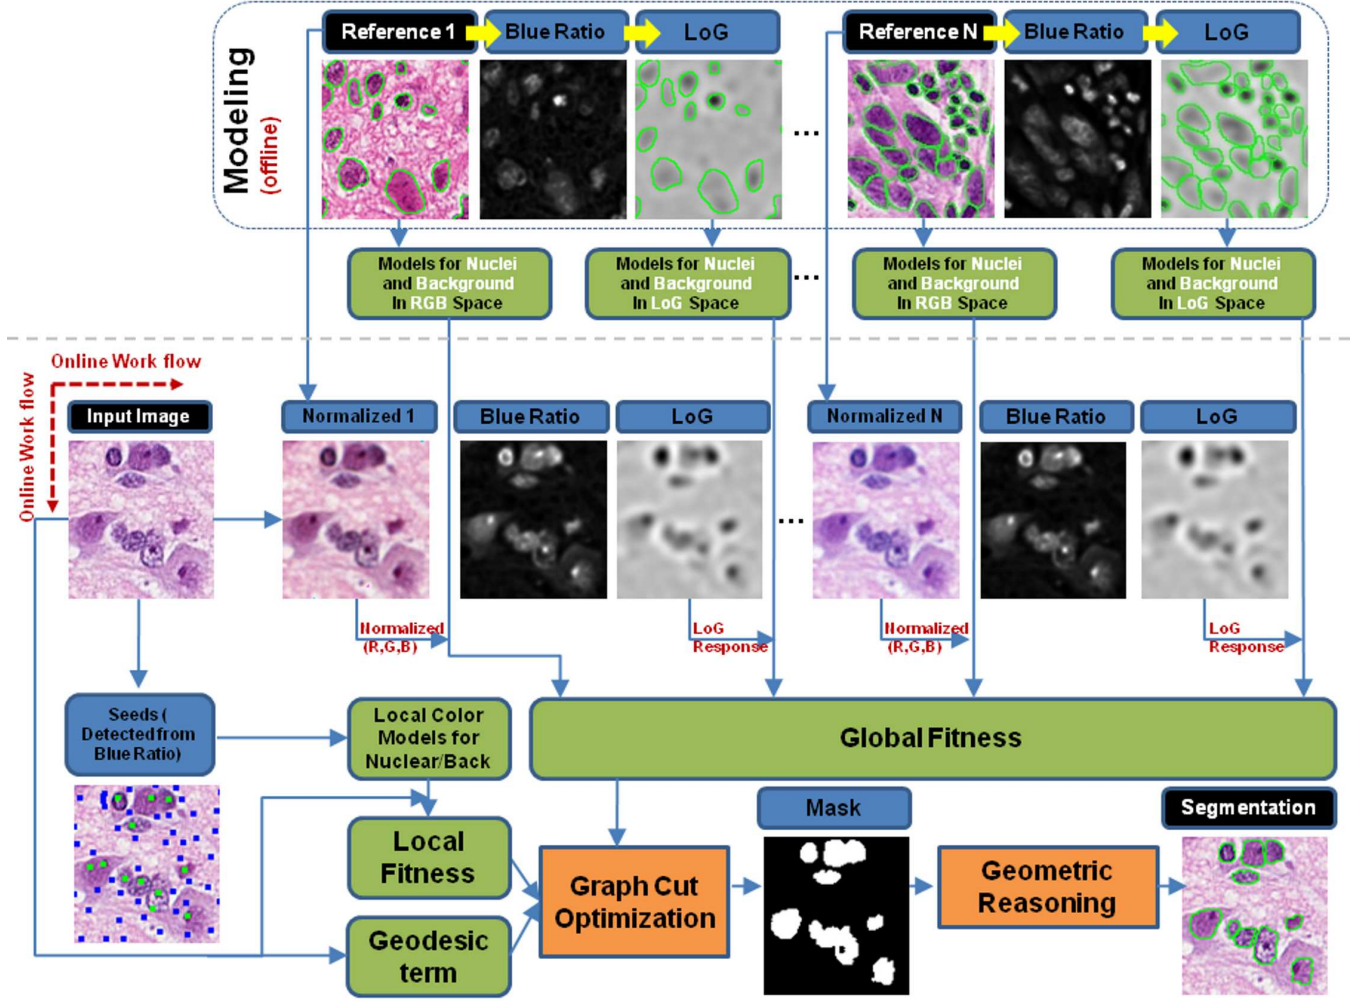 Modeling
(offline)
Reference 1
Blue Ratio
LoG
Reference N
Blue Ratio
LoG
...
Models for Nuclei
and Background
In RGB Space
Models for Nuclei
and Background
In LoG Space
...
Models for Nuclei
and Background
In RGB Space
Models for Nuclei
and Background
In LoG Space
Online Work flow
Online Work flow
Input Image
Normalized 1
Blue Ratio
LoG
Normalized N
Blue Ratio
LoG
...
Normalized
(R,G,B)
LoG
Response
Normalized
(R,G,B)
LoG
Response
Seeds (
Detected from
Blue Ratio)
Local Color
Models for
Nuclear/Back
Global Fitness
Local
Fitness
Geodesic
term
Graph Cut
Optimization
Mask
Geometric
Reasoning
Segmentation